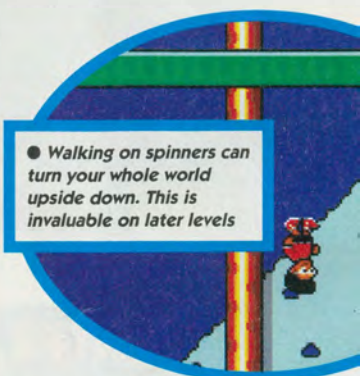 ● Walking on spinners can
turn your whole world
upside down. This is
invaluable on later levels